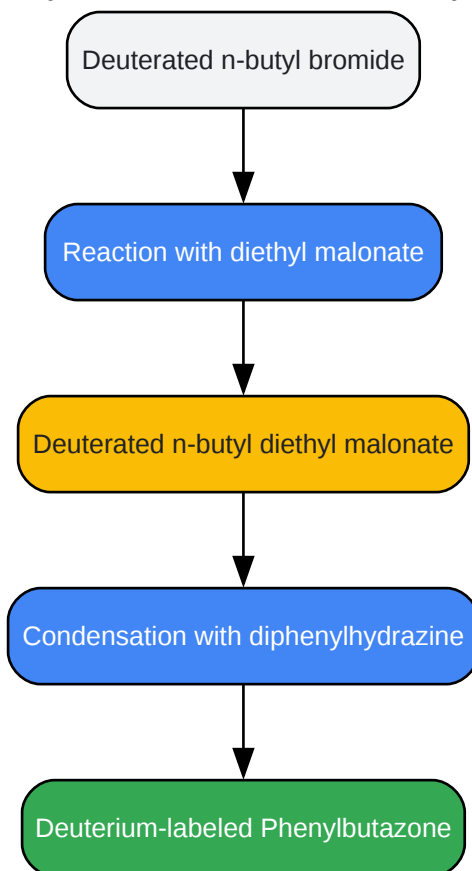 Deuterated n-butyl bromide
Reaction with diethyl malonate
Deuterated n-butyl diethyl malonate
Condensation with diphenylhydrazine
Deuterium-labeled Phenylbutazone